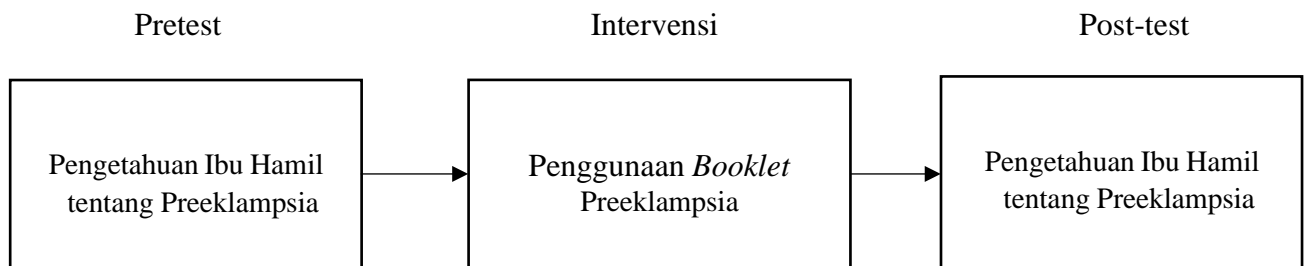 Pretest
Intervensi
Post-test
Pengetahuan Ibu Hamil
tentang Preeklampsia
Penggunaan Booklet
Preeklampsia
Pengetahuan Ibu Hamil
tentang Preeklampsia